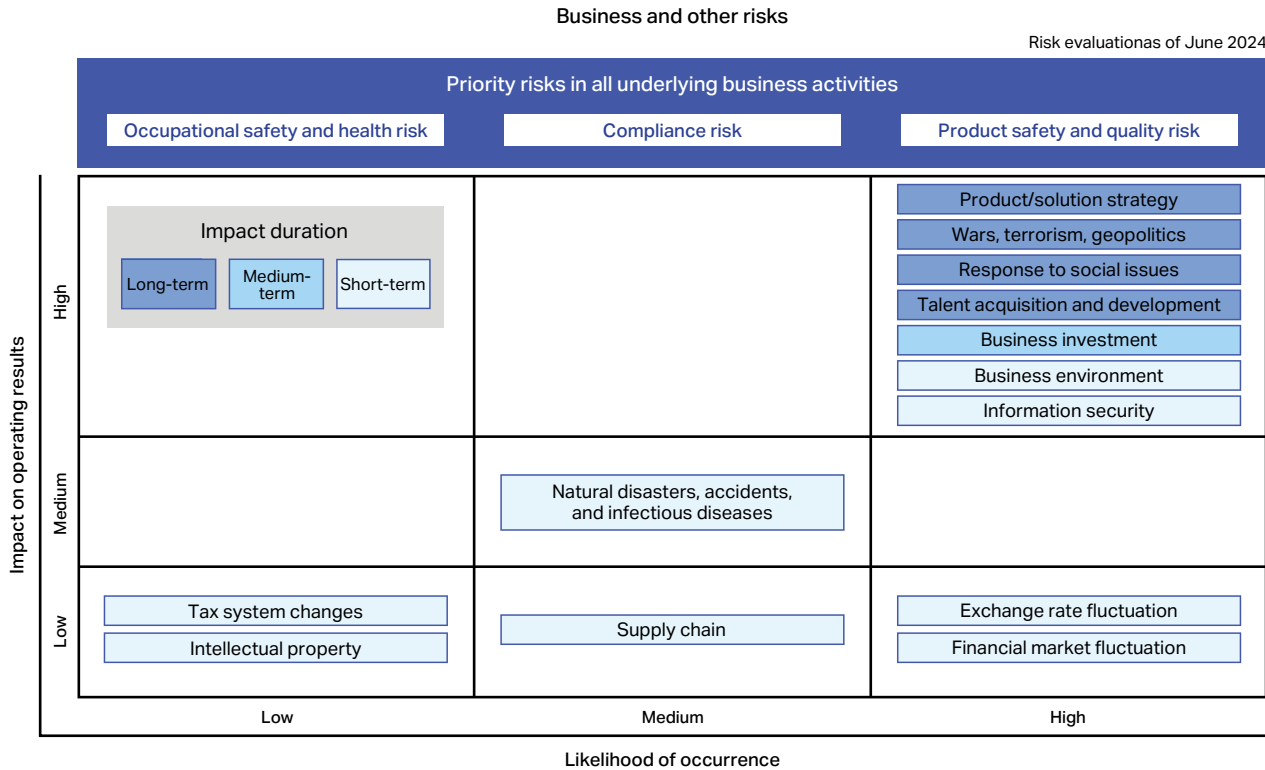 Business and other risks
Risk evaluationas of June 2024
Priority risks in all underlying business activities
Occupational safety and health risk
Compliance risk
Product safety and quality risk
Impact on operating results
High
Impact duration
Long-term
Medium-
term
Short-term
Product/solution strategy
Wars, terrorism, geopolitics
Response to social issues
Talent acquisition and development
Business investment
Business environment
Information security
Medium
Natural disasters, accidents,
and infectious diseases
Low
Tax system changes
Intellectual property
Supply chain
Exchange rate fluctuation
Financial market fluctuation
Low
Medium
High
Likelihood of occurrence